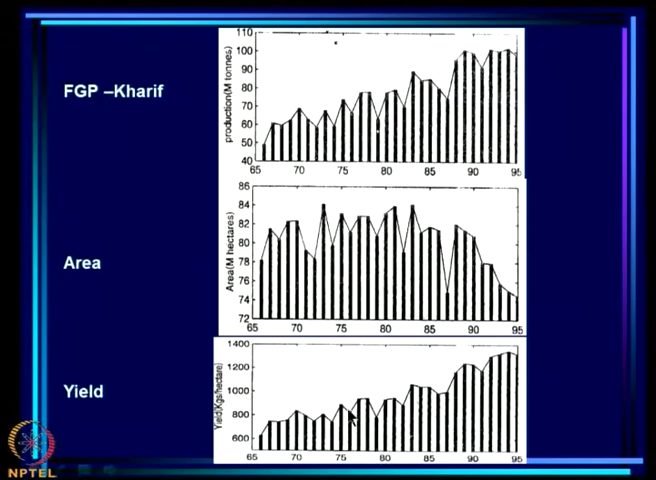 FGP –Kharif
production(M tonnes)
110
100
90
80
70
60
50
40
65 70 75 80 85 90 95
Area
Area(M hectares)
86
84
82
80
78
76
74
72
65 70 75 80 85 90 95
Yield
Yield(Kgs/hectare)
1400
1200
1000
800
600
65 70 75 80 85 90 95
NPTEL